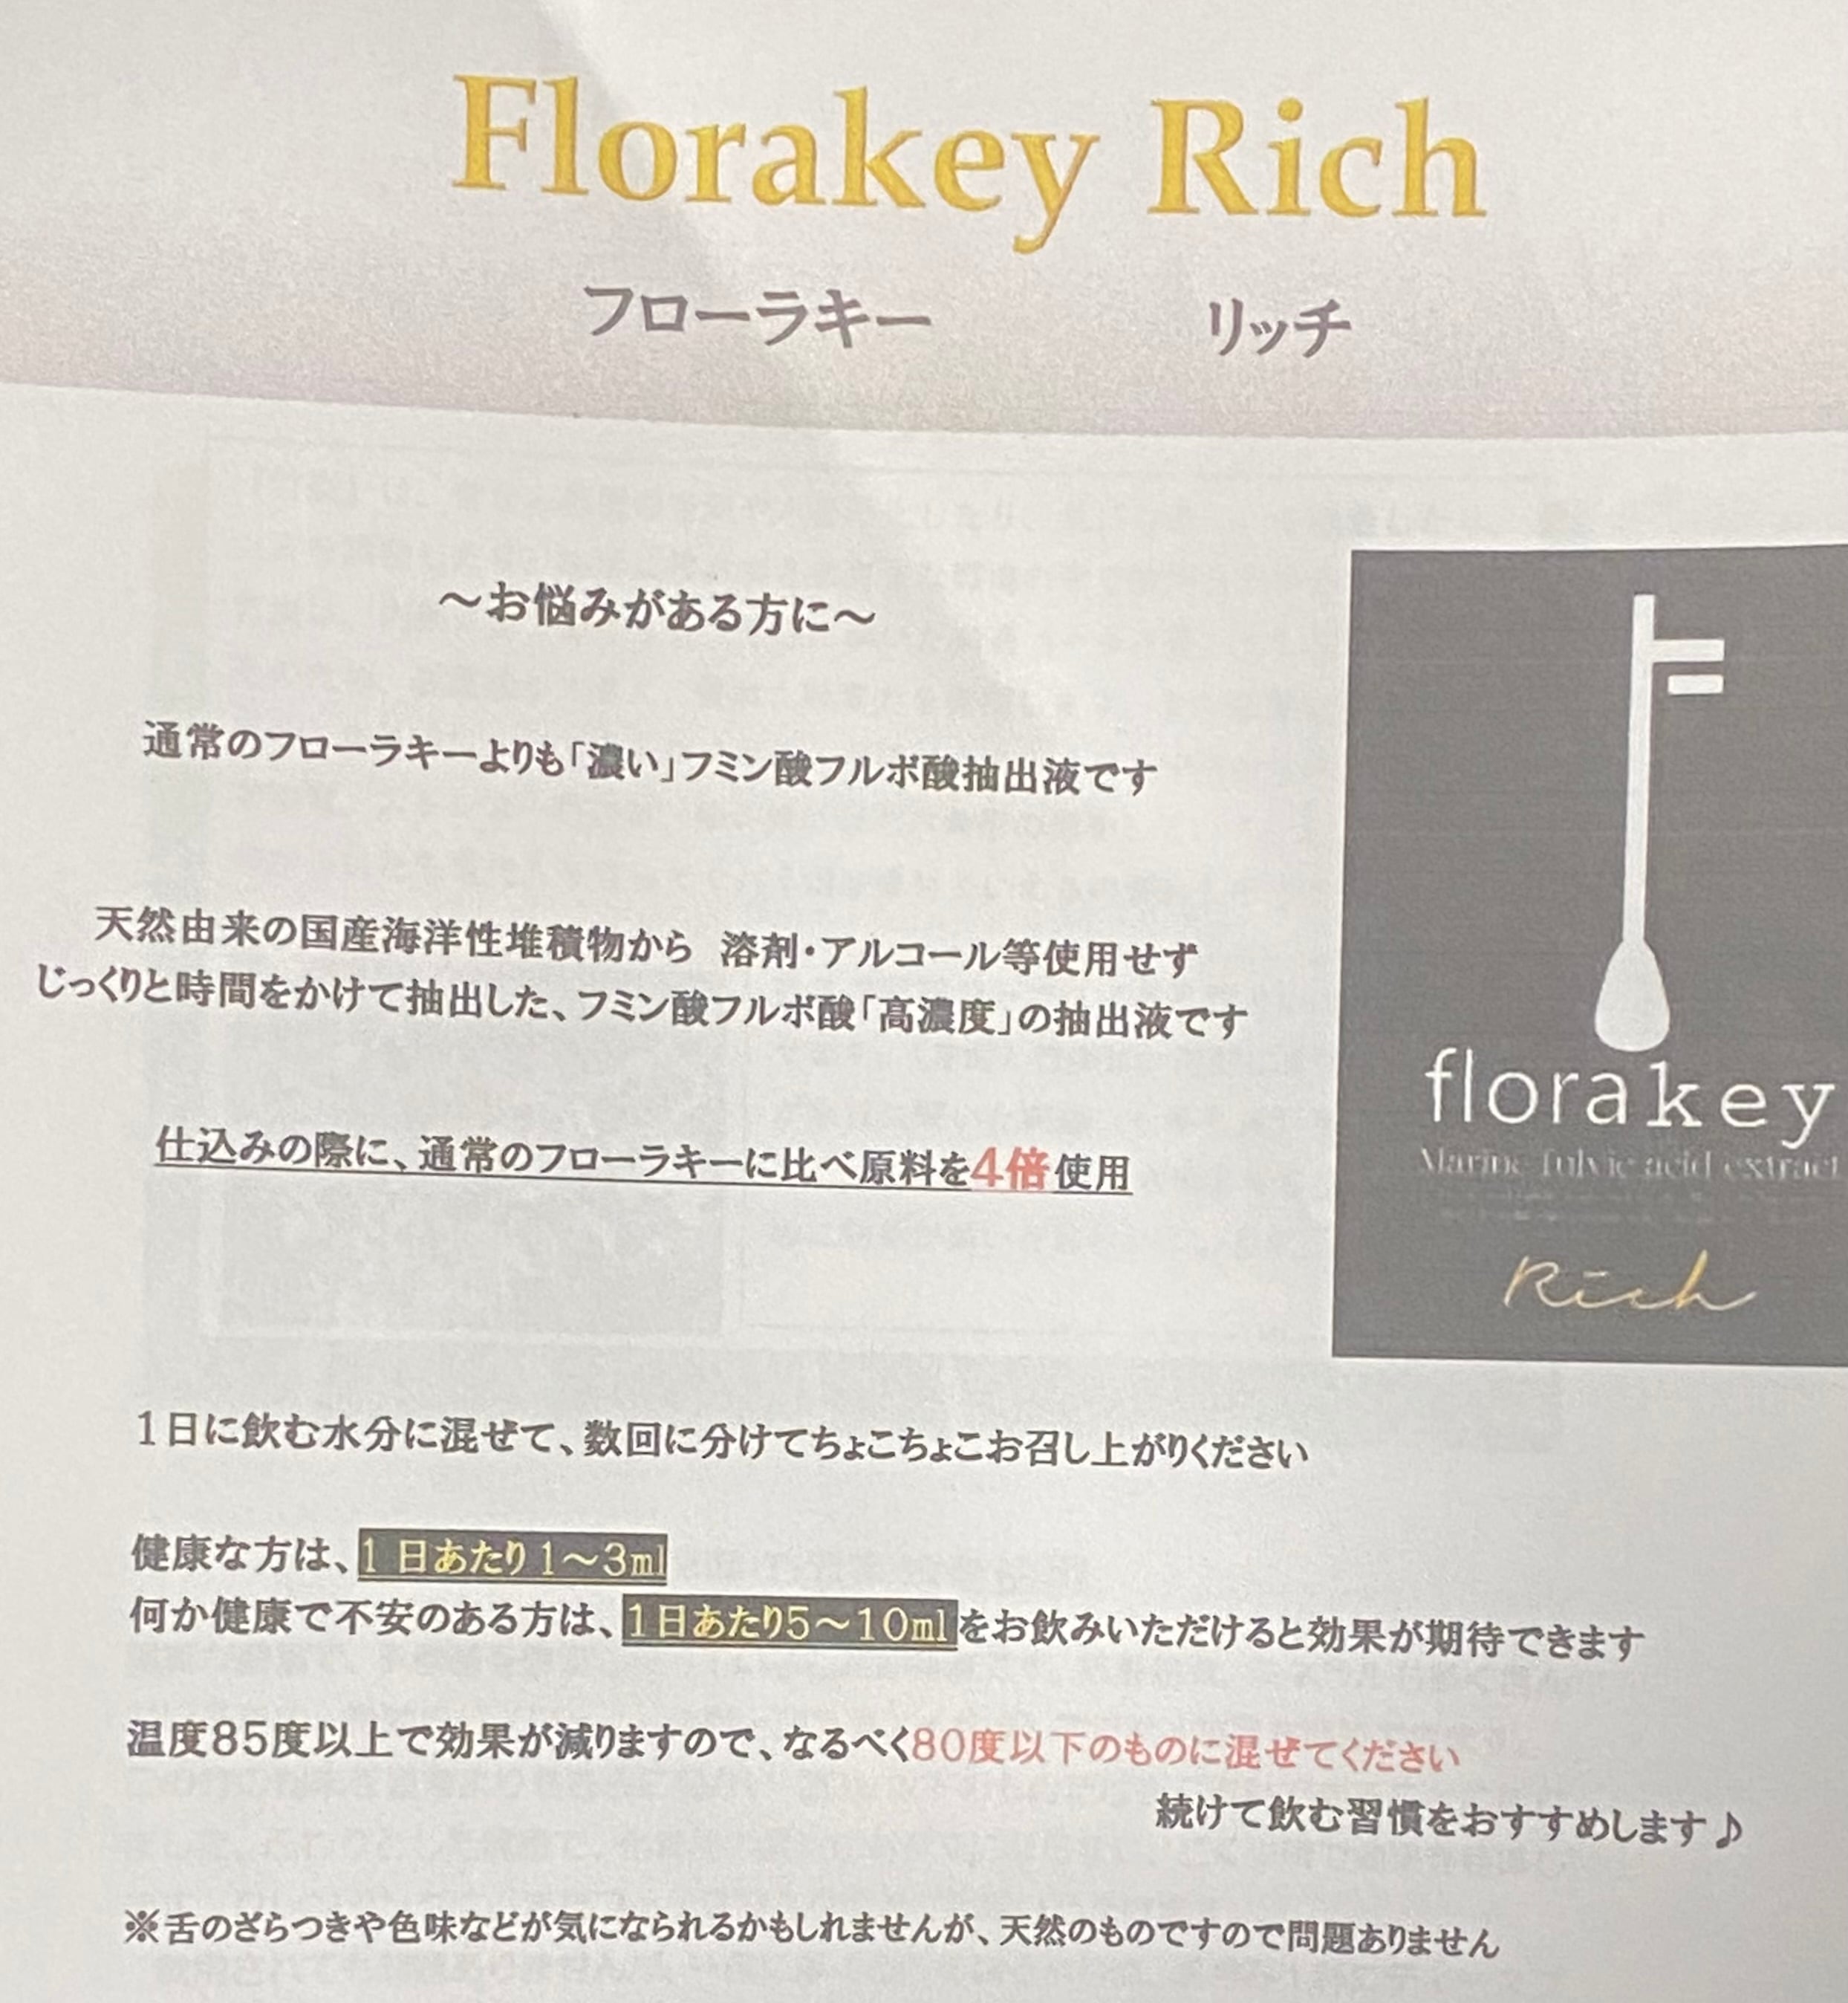 Florakey Rich
フローラキー リッチ
～お悩みがある方に～
通常のフローラキーよりも「濃い」フミン酸フルボ酸抽出液です
天然由来の国産海洋性堆積物から 溶剤・アルコール等使用せず
じっくりと時間をかけて抽出した、フミン酸フルボ酸「高濃度」の抽出液です
仕込みの際に、通常のフローラキーに比べ原料を4倍使用
florakey
Marine fulvic acid extract
Rich
1日に飲む水分に混ぜて、数回に分けてちょこちょこお召し上がりください
健康な方は、1日あたり1～3ml
何か健康で不安のある方は、1日あたり5～10mlをお飲みいただけると効果が期待できます
温度85度以上で効果が減りますので、なるべく80度以下のものに混ぜてください
続けて飲む習慣をおすすめします♪
※舌のざらつきや色味などが気になられるかもしれませんが、天然のものですので問題ありません